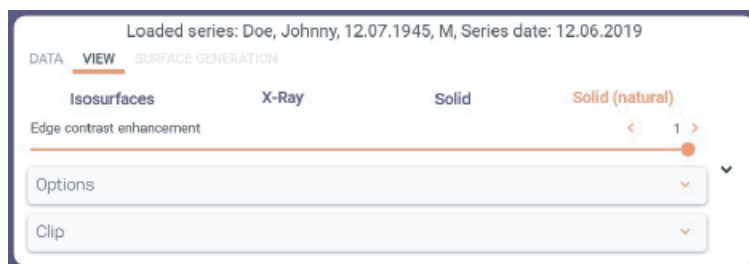 Loaded series: Doe, Johnny, 12.07.1945, M, Series date: 12.06.2019
DATA VIEW SURFACE GENERATION
Isosurfaces X-Ray Solid Solid (natural)
Edge contrast enhancement < 1 >
Options
Clip